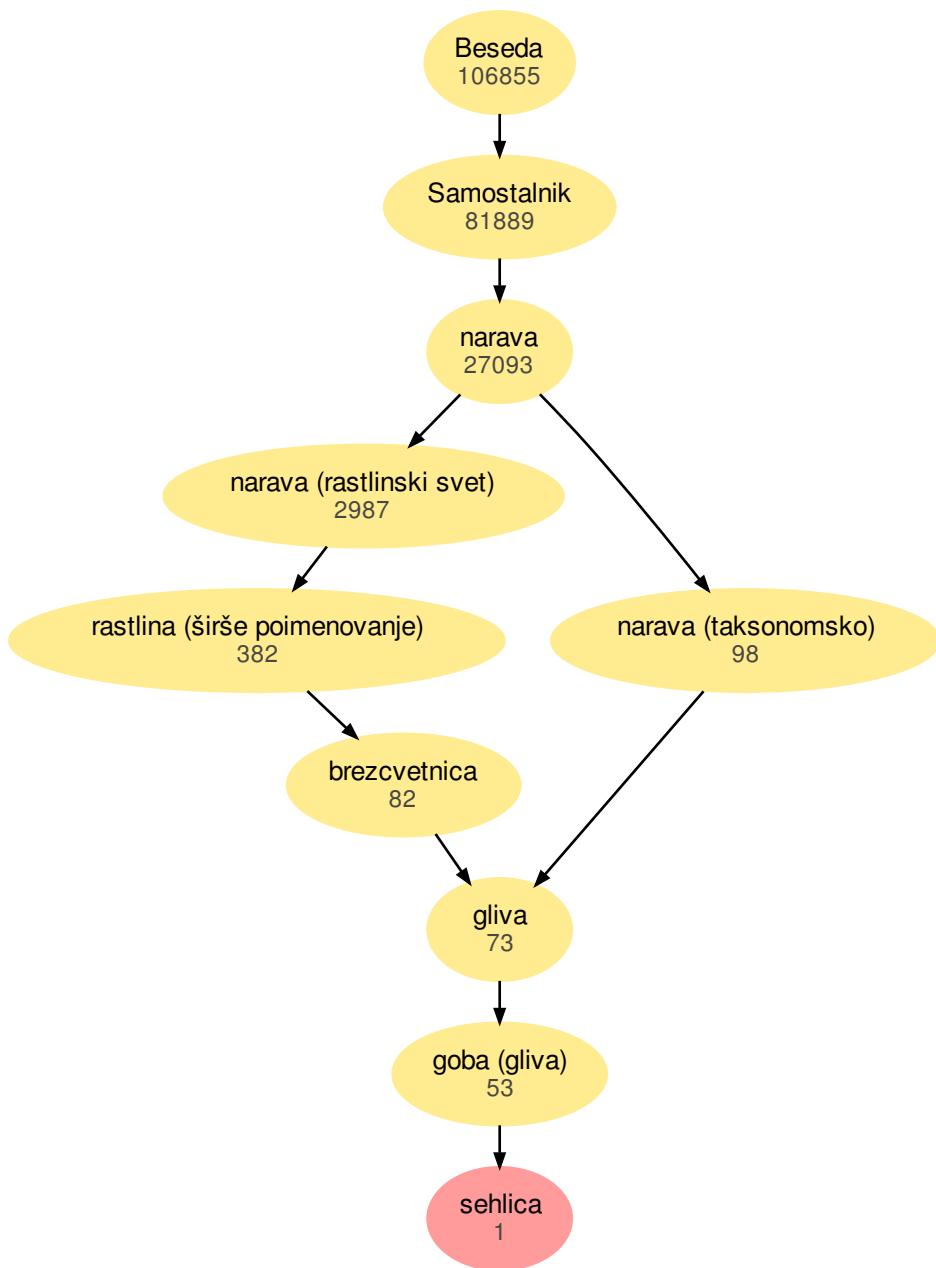 Beseda
106855
Samostalnik
81889
narava
27093
narava (rastlinski svet)
2987
rastlina (širše poimenovanje)
382
narava (taksonomsko)
98
brezcvetnica
82
gliva
73
goba (gliva)
53
sehlica
1